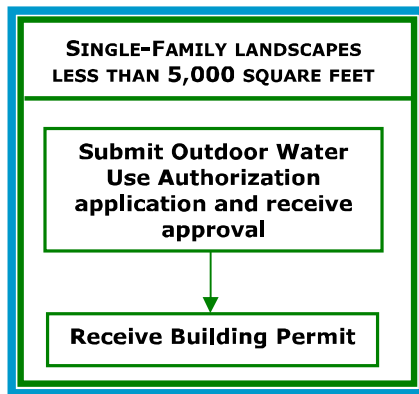 SINGLE-FAMILY LANDSCAPES
LESS THAN 5,000 SQUARE FEET
Submit Outdoor Water
Use Authorization
application and receive
approval
Receive Building Permit